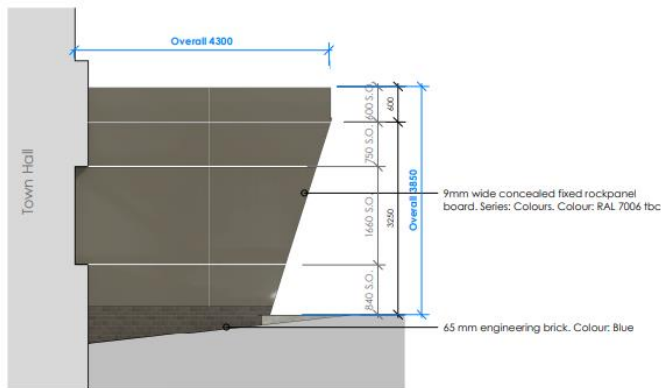 Overall 4300
Town Hall
600 S.O.
600
750 S.O.
Overall 3850
9mm wide concealed fixed rockpanel
board. Series: Colours. Colour: RAL 7006 tbc
1660 S.O.
3250
840 S.O.
65 mm engineering brick. Colour: Blue